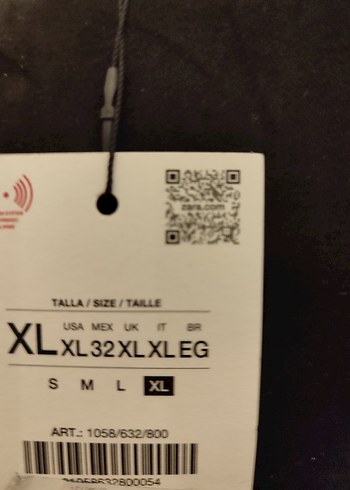 zara.com
TALLA / SIZE / TAILLE
USA MEX UK IT BR
XL XL 32 XL XL EG
S M L XL
ART.: 1058/632/800